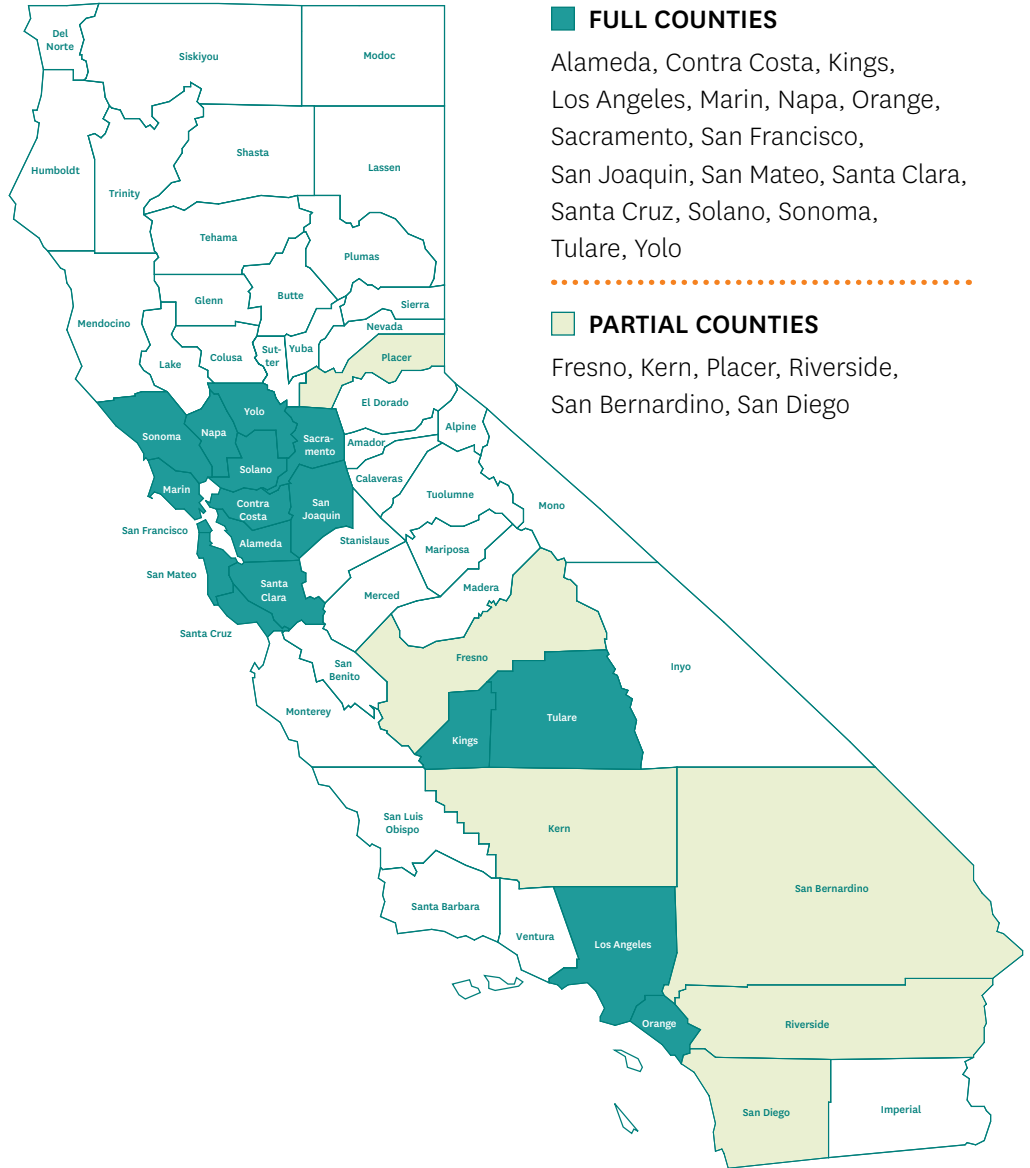 FULL COUNTIES
Alameda, Contra Costa, Kings,
Los Angeles, Marin, Napa, Orange,
Sacramento, San Francisco,
San Joaquin, San Mateo, Santa Clara,
Santa Cruz, Solano, Sonoma,
Tulare, Yolo
PARTIAL COUNTIES
Fresno, Kern, Placer, Riverside,
San Bernardino, San Diego
Del
Norte
Siskiyou
Modoc
Humboldt
Trinity
Shasta
Lassen
Tehama
Plumas
Mendocino
Glenn
Butte
Sierra
Nevada
Lake
Colusa
Sut-
ter
Yuba
Placer
El Dorado
Sonoma
Napa
Yolo
Sacra-
mento
Amador
Alpine
Solano
Calaveras
Marin
Contra
Costa
San
Joaquin
Tuolumne
Mono
San Francisco
Alameda
Stanislaus
Mariposa
San Mateo
Santa
Clara
Merced
Madera
Santa Cruz
San
Benito
Fresno
Inyo
Monterey
Kings
Tulare
San Luis
Obispo
Kern
San Bernardino
Santa Barbara
Ventura
Los Angeles
Orange
Riverside
San Diego
Imperial